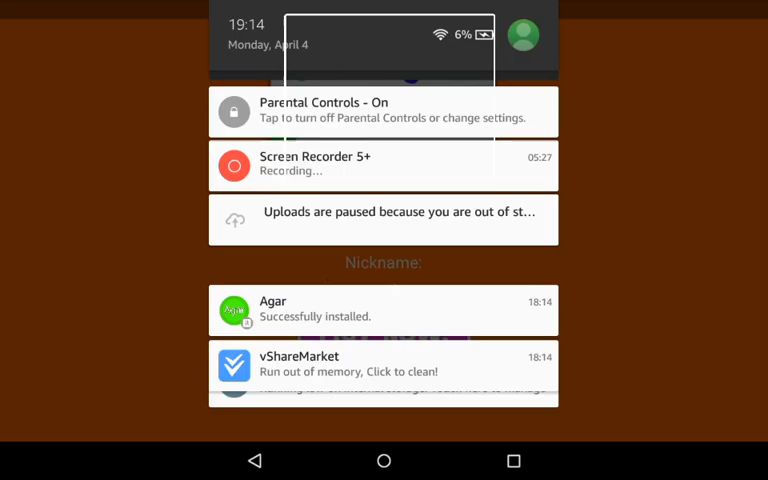 19:14
6%
Monday, April 4
Parental Controls - On
Tap to turn off Parental Controls or change settings.
Screen Recorder 5+
05:27
Recording...
Uploads are paused because you are out of st...
Nickname:
Agar
18:14
Successfully installed.
vShareMarket
18:14
Run out of memory, Click to clean!